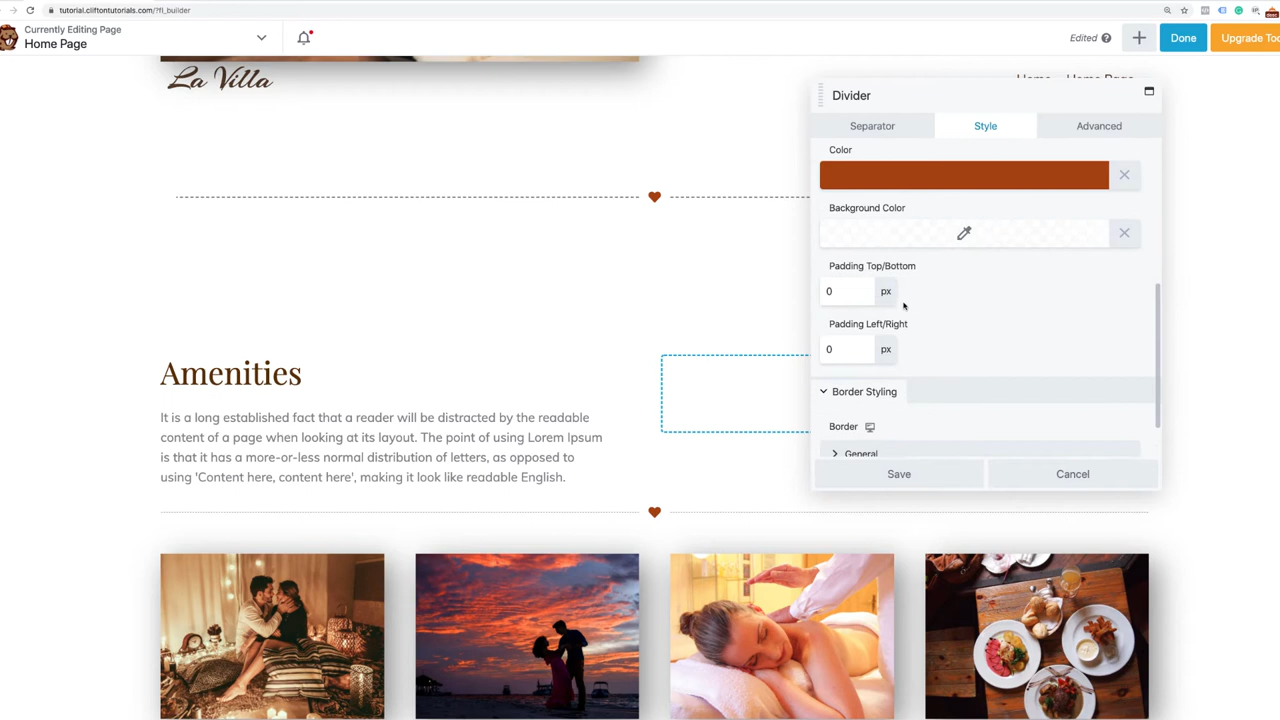 tutorial.cliftontutorials.com/?fl_builder
Currently Editing Page
Home Page
Edited
Done
Upgrade
La Villa
Home Home Page
Divider
Separator
Style
Advanced
Color
Background Color
Padding Top/Bottom
0
px
Padding Left/Right
0
px
Border Styling
Border
General
Save
Cancel
Amenities
It is a long established fact that a reader will be distracted by the readable
content of a page when looking at its layout. The point of using Lorem Ipsum
is that it has a more-or-less normal distribution of letters, as opposed to
using 'Content here, content here', making it look like readable English.